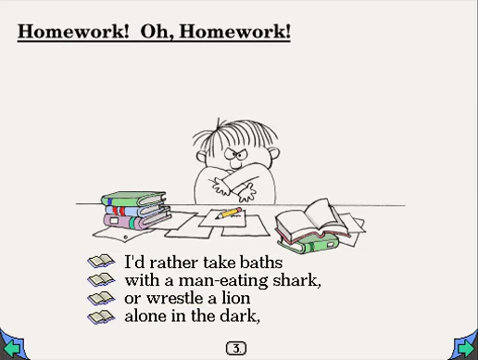 Homework!  Oh, Homework!
I'd rather take baths
with a man-eating shark,
or wrestle a lion
alone in the dark,
3